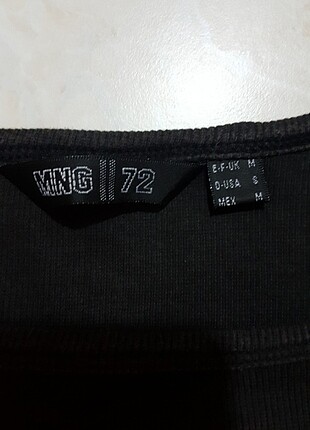 MNG 72
E-F-UK M
D-USA S
MEX M